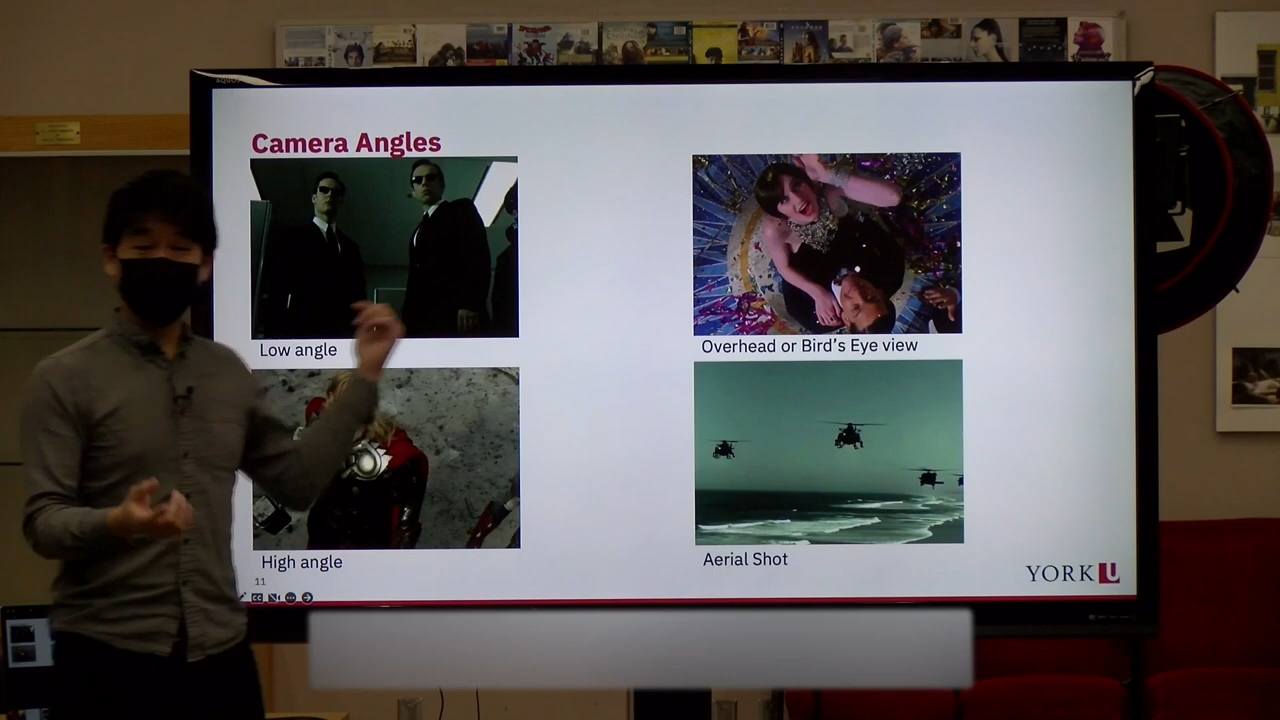 Camera Angles
Low angle
Overhead or Bird's Eye view
High angle
Aerial Shot
11
YORK U